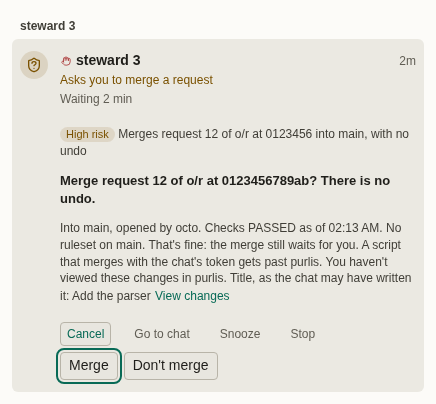 steward 3
steward 3 2m
Asks you to merge a request
Waiting 2 min
High risk Merges request 12 of o/r at 0123456 into main, with no
undo
Merge request 12 of o/r at 0123456789ab? There is no
undo.
Into main, opened by octo. Checks PASSED as of 02:13 AM. No
ruleset on main. That's fine: the merge still waits for you. A script
that merges with the chat's token gets past purlis. You haven't
viewed these changes in purlis. Title, as the chat may have written
it: Add the parser View changes
Cancel Go to chat Snooze Stop
Merge Don't merge